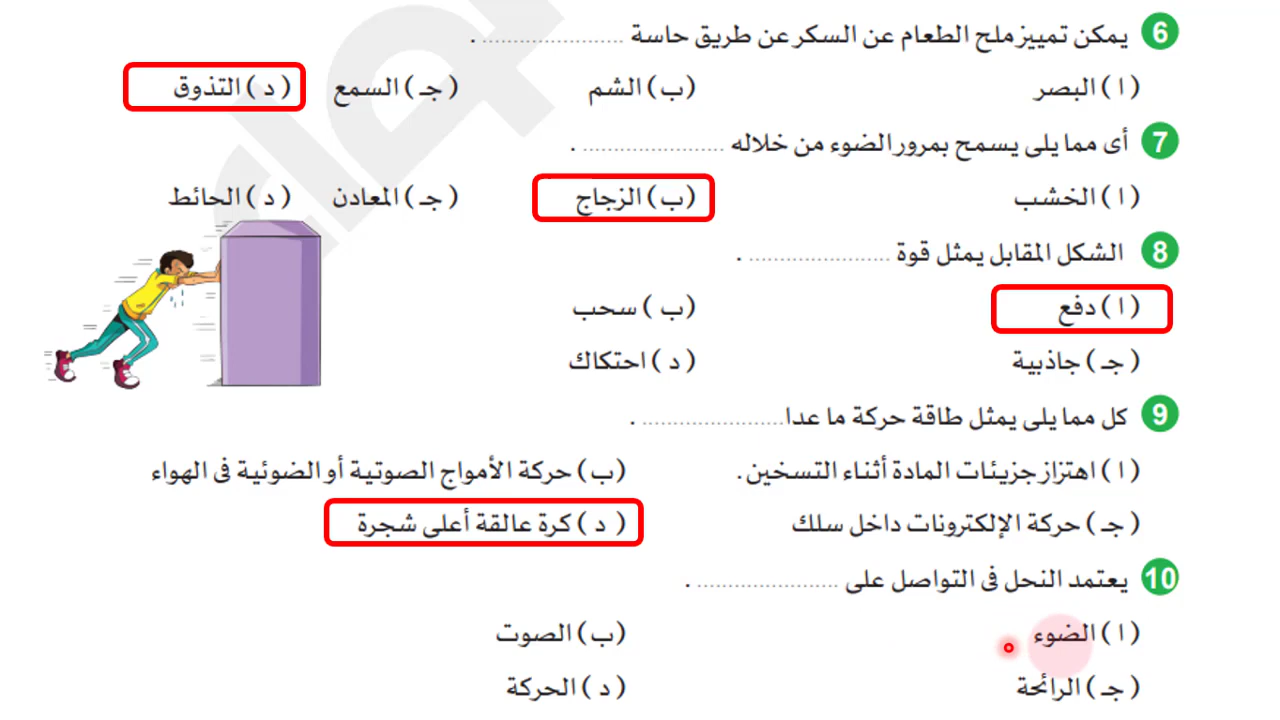 6 يمكن تمييز ملح الطعام عن السكر عن طريق حاسة ...................... .
( ا ) البصر ( ب ) الشم ( جـ ) السمع ( د ) التذوق
7 أى مما يلى يسمح بمرور الضوء من خلاله ...................... .
( ا ) الخشب ( ب ) الزجاج ( جـ ) المعادن ( د ) الحائط
8 الشكل المقابل يمثل قوة ...................... .
( ا ) دفع ( ب ) سحب
( جـ ) جاذبية ( د ) احتكاك
9 كل مما يلى يمثل طاقة حركة ما عدا...................... .
( ا ) اهتزاز جزيئات المادة أثناء التسخين. ( ب ) حركة الأمواج الصوتية أو الضوئية فى الهواء
( جـ ) حركة الإلكترونات داخل سلك ( د ) كرة عالقة أعلى شجرة
10 يعتمد النحل فى التواصل على ...................... .
( ا ) الضوء ( ب ) الصوت
( جـ ) الرائحة ( د ) الحركة